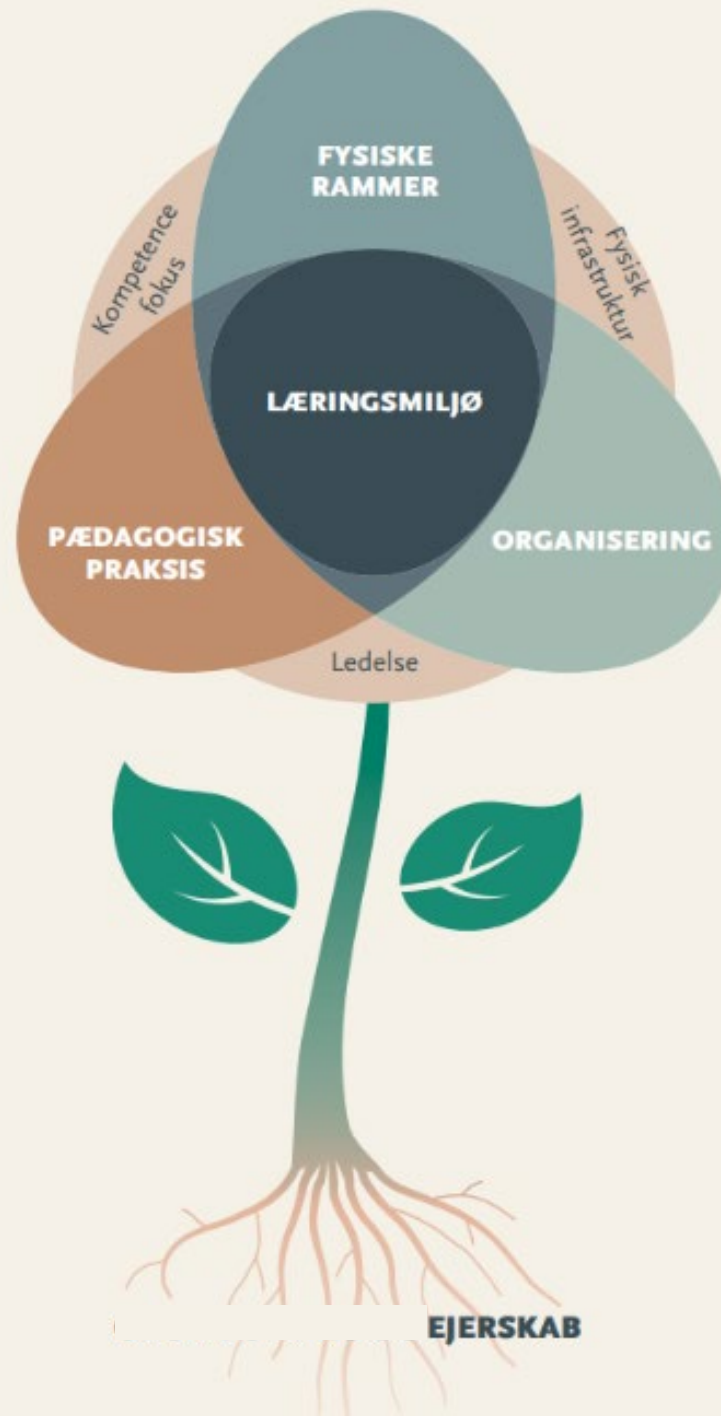 FYSISKE
RAMMER
Kompetence
fokus
Fysisk
infrastruktur
LÆRINGSMILJØ
PÆDAGOGISK
PRAKSIS
ORGANISERING
Ledelse
EJERSKAB